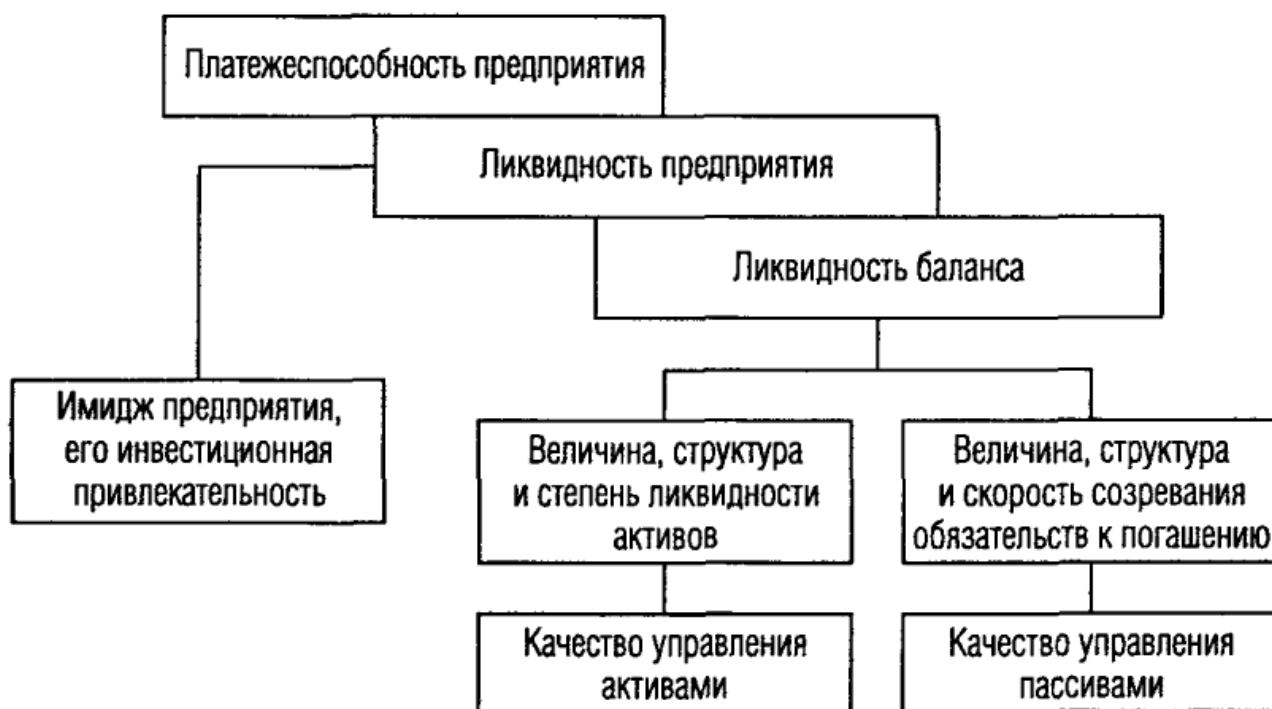 Платежеспособность предприятия
Ликвидность предприятия
Ликвидность баланса
Имидж предприятия,
его инвестиционная
привлекательность
Величина, структура
и степень ликвидности
активов
Величина, структура
и скорость созревания
обязательств к погашению
Качество управления
активами
Качество управления
пассивами